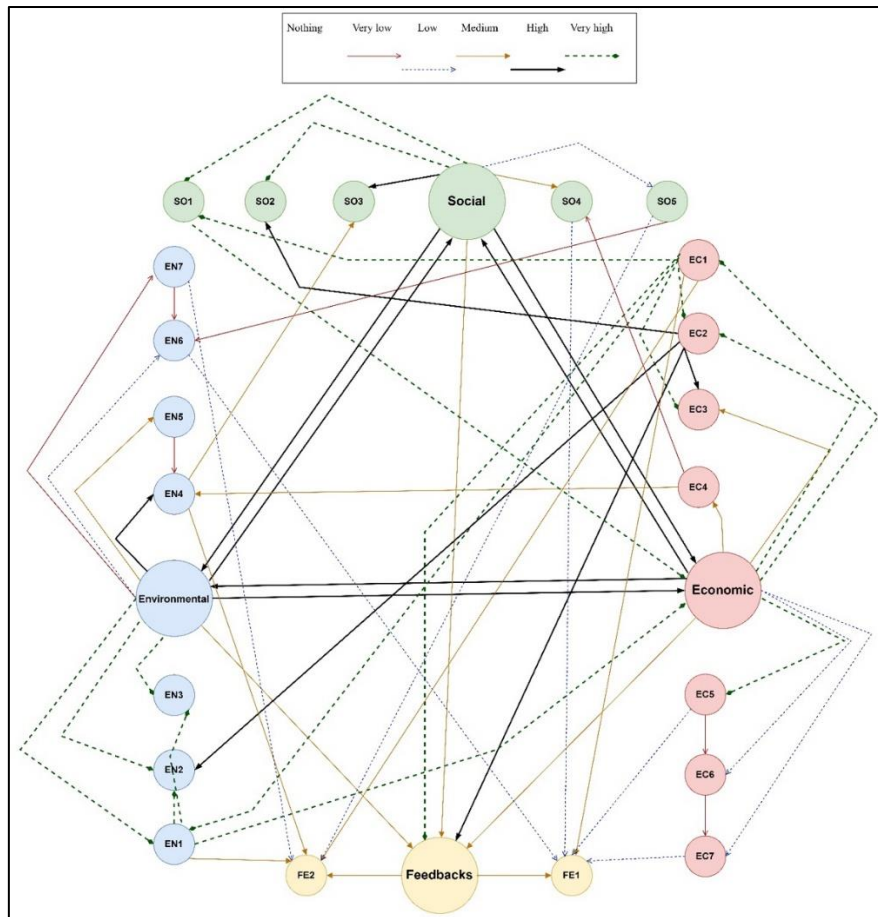 Nothing Very low Low Medium High Very high
SO1 SO2 SO3 Social SO4 SO5
EN7 EC1
EN6 EC2
EN5 EC3
EN4 EC4
Environmental Economic
EN3 EC5
EN2 EC6
EN1 EC7
FE2 Feedbacks FE1